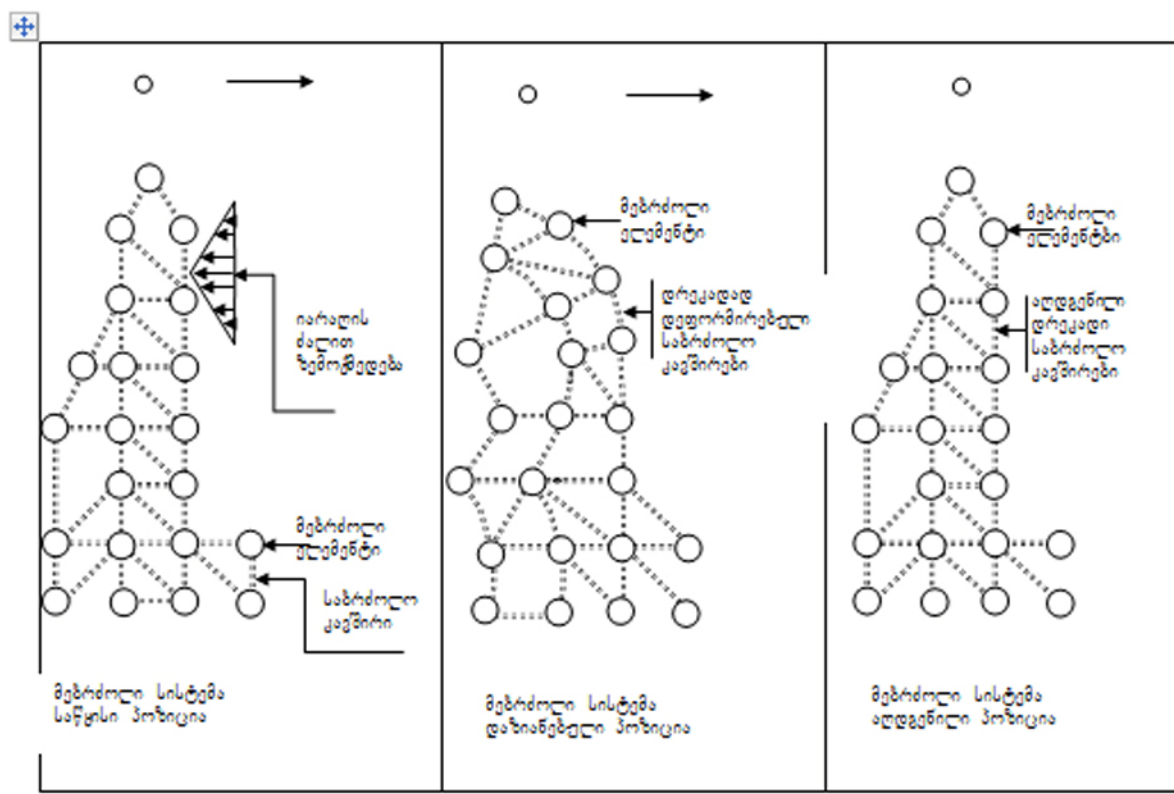 იარაღის
ძალით
ზემოქმედება
მებრძოლი
ელემენტი
საბრძოლო
კავშირი
მებრძოლი სისტემა
საწყისი პოზიცია
მებრძოლი
ელემენტი
დრეკადად
დეფორმირებული
საბრძოლო
კავშირები
მებრძოლი სისტემა
დაზიანებული პოზიცია
მებრძოლი
ელემენტბი
აღდგენილი
დრეკადი
საბრძოლო
კავშირები
მებრძოლი სისტემა
აღდგენილი პოზიცია